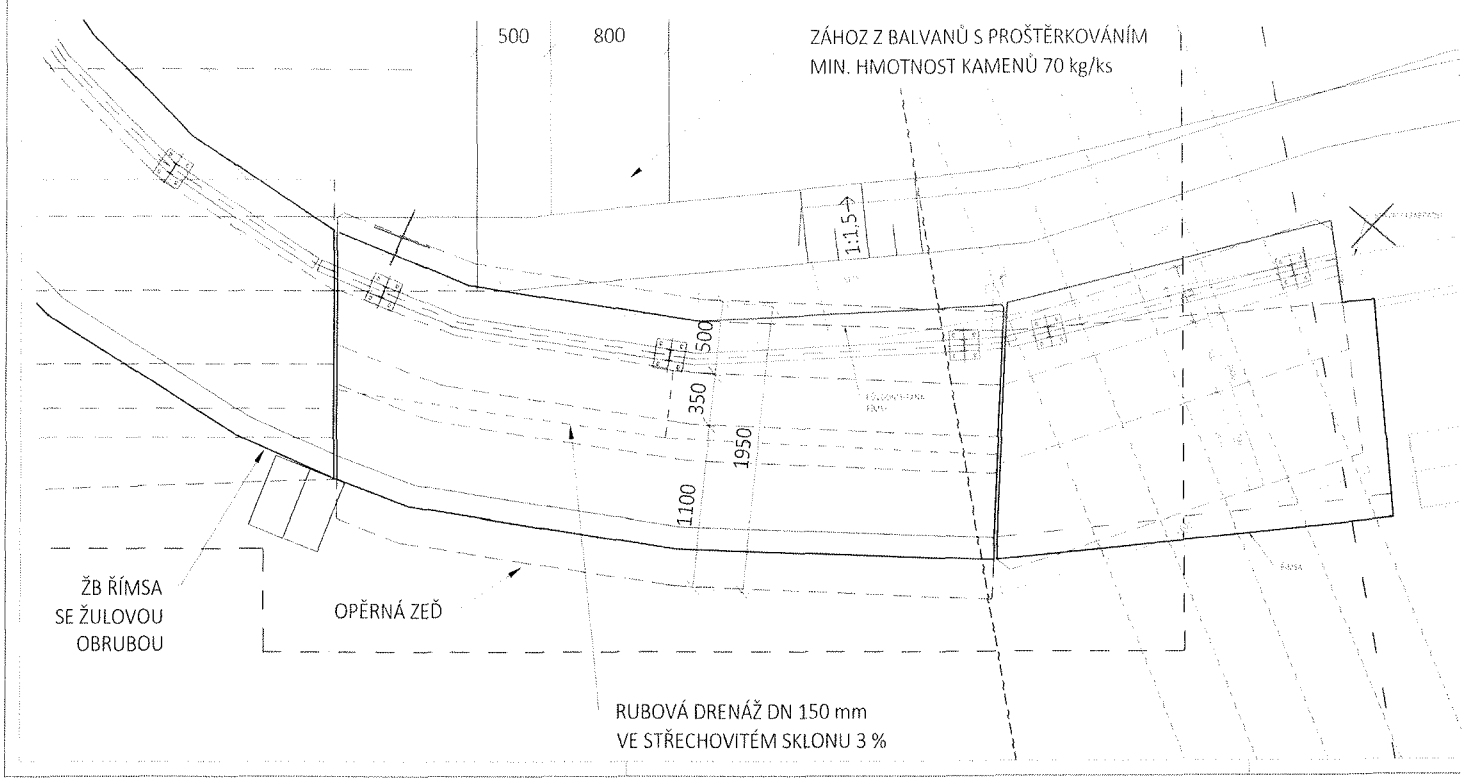 500
800
ZÁHOZ Z BALVANŮ S PROŠTĚRKOVÁNÍM
MIN. HMOTNOST KAMENŮ 70 kg/ks
1:1.5→
500
350
1950
1100
ŽB ŘÍMSA
SE ŽULOVOU
OBRUBOU
OPĚRNÁ ZEĎ
ŘÍMSA
RUBOVÁ DRENÁŽ DN 150 mm
VE STŘECHOVITÉM SKLONU 3 %